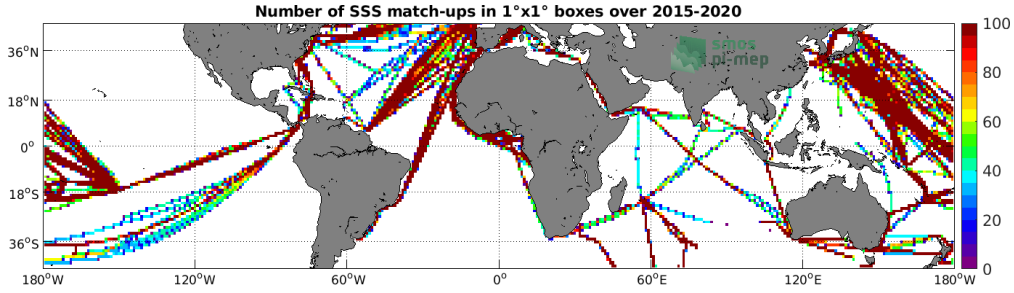 Number of SSS match-ups in 1°x1° boxes over 2015-2020
smos
pi-mep
36°N
18°N
0°
18°S
36°S
180°W
120°W
60°W
0°
60°E
120°E
180°W
100
80
60
40
20
0